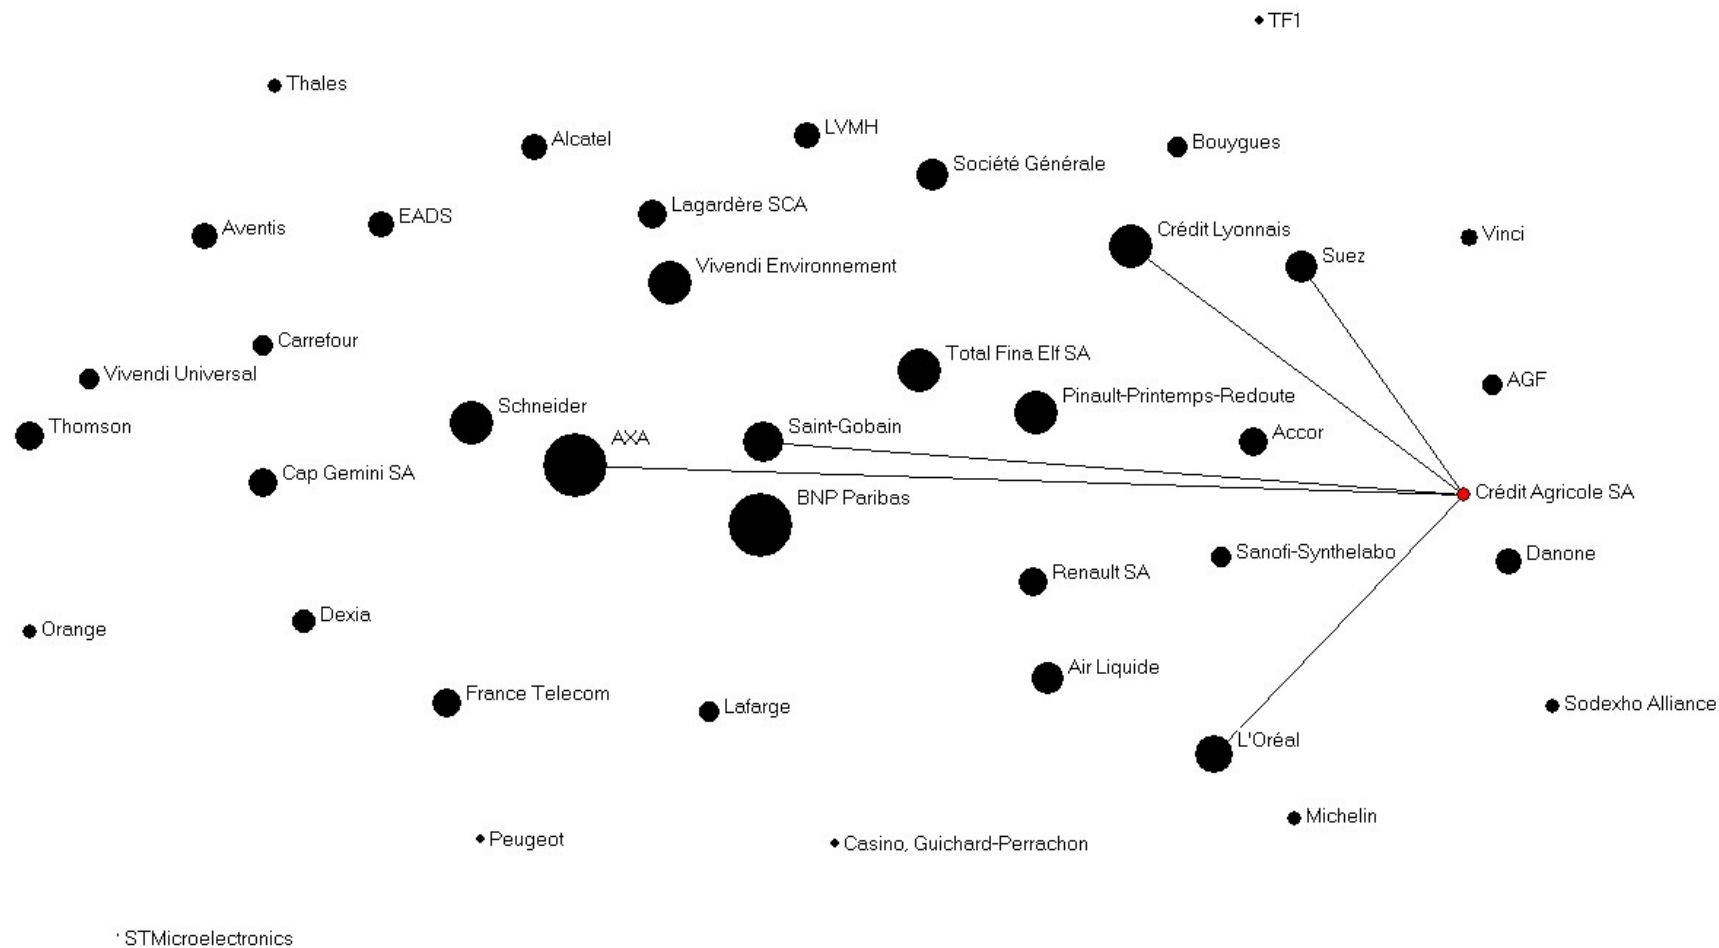 TF1
Thales
LVMH
Alcatel
Bouygues
Société Générale
Lagardère SCA
EADS
Aventis
Crédit Lyonnais
Vinci
Suez
Vivendi Environnement
Carrefour
Total Fina Elf SA
Vivendi Universal
AGF
Pinault-Printemps-Redoute
Schneider
Saint-Gobain
Thomson
Accor
AXA
Cap Gemini SA
Crédit Agricole SA
BNP Paribas
Sanofi-Synthelabo
Danone
Renault SA
Dexia
Orange
Air Liquide
France Telecom
Lafarge
Sodexho Alliance
L'Oréal
Michelin
Peugeot
Casino, Guichard-Perrachon
STMicroelectronics